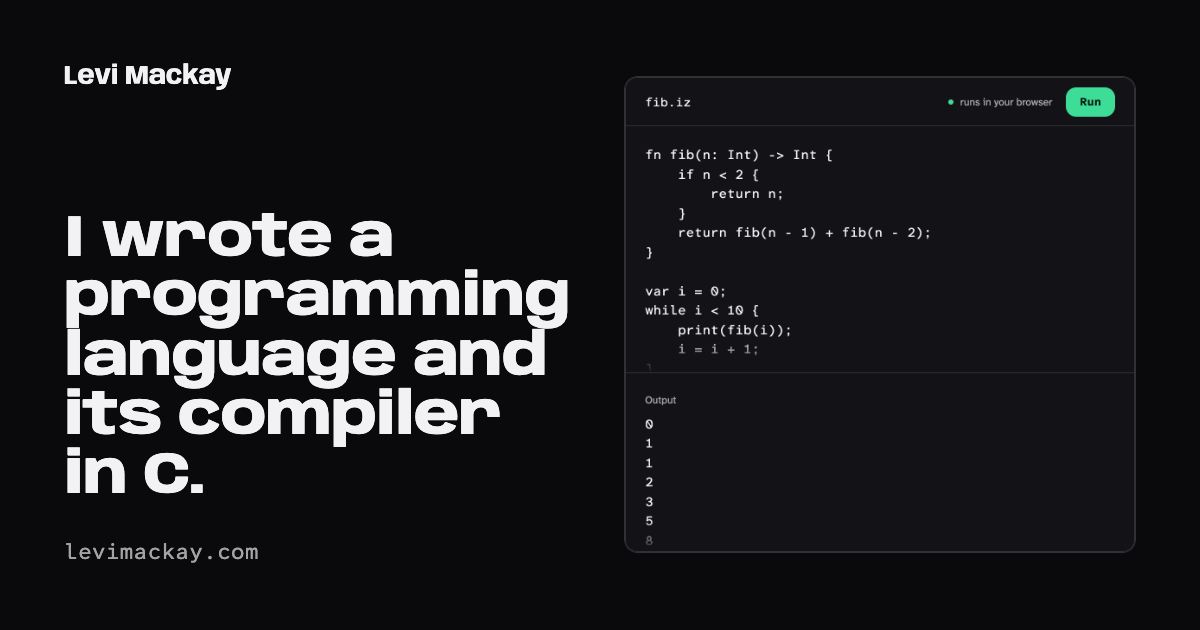 Levi Mackay
I wrote a
programming
language and
its compiler
in C.
levimackay.com
fib.iz
runs in your browser
Run
fn fib(n: Int) -> Int {
    if n < 2 {
        return n;
    }
    return fib(n - 1) + fib(n - 2);
}

var i = 0;
while i < 10 {
    print(fib(i));
    i = i + 1;
Output
0
1
1
2
3
5
8